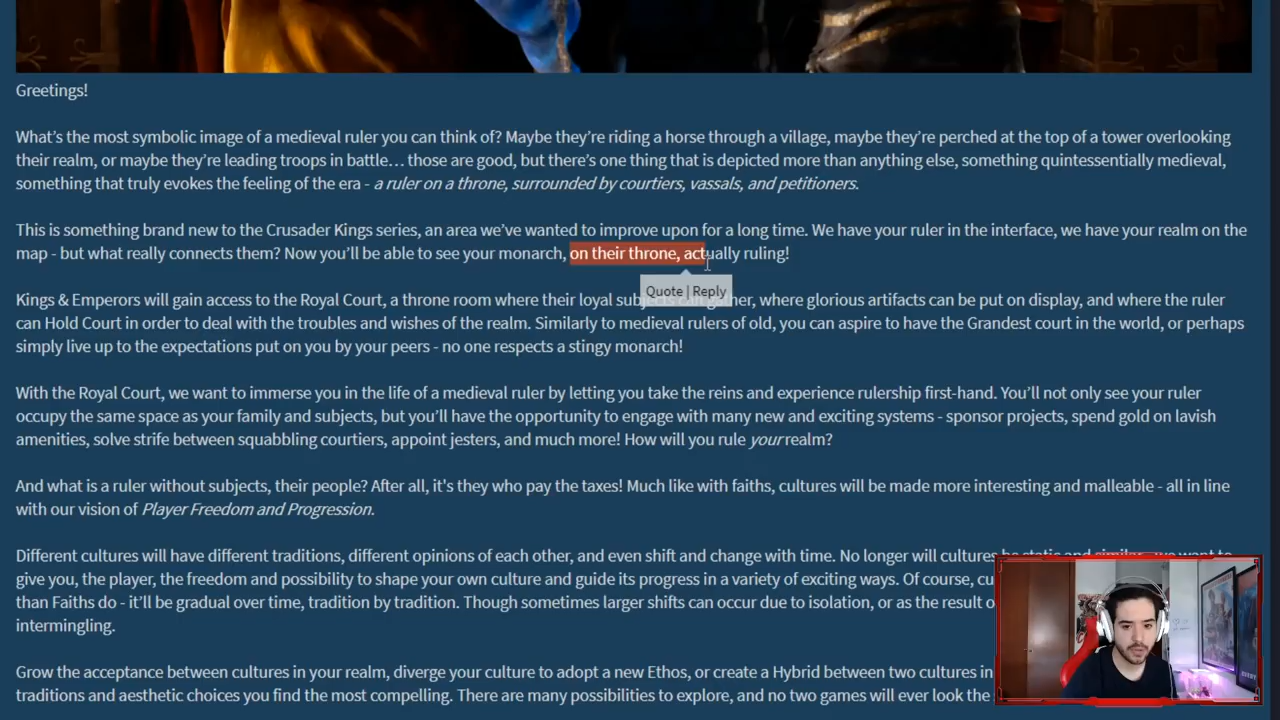 Greetings!
What's the most symbolic image of a medieval ruler you can think of? Maybe they're riding a horse through a village, maybe they're perched at the top of a tower overlooking
their realm, or maybe they're leading troops in battle... those are good, but there's one thing that is depicted more than anything else, something quintessentially medieval,
something that truly evokes the feeling of the era - a ruler on a throne, surrounded by courtiers, vassals, and petitioners.
This is something brand new to the Crusader Kings series, an area we've wanted to improve upon for a long time. We have your ruler in the interface, we have your realm on the
map - but what really connects them? Now you'll be able to see your monarch, on their throne, actually ruling!
Quote | Reply
Kings & Emperors will gain access to the Royal Court, a throne room where their loyal where glorious artifacts can be put on display, and where the ruler
can Hold Court in order to deal with the troubles and wishes of the realm. Similarly to medieval rulers of old, you can aspire to have the Grandest court in the world, or perhaps
simply live up to the expectations put on you by your peers - no one respects a stingy monarch!
With the Royal Court, we want to immerse you in the life of a medieval ruler by letting you take the reins and experience rulership first-hand. You'll not only see your ruler
occupy the same space as your family and subjects, but you'll have the opportunity to engage with many new and exciting systems - sponsor projects, spend gold on lavish
amenities, solve strife between squabbling courtiers, appoint jesters, and much more! How will you rule your realm?
And what is a ruler without subjects, their people? After all, it's they who pay the taxes! Much like with faiths, cultures will be made more interesting and malleable - all in line
with our vision of Player Freedom and Progression.
Different cultures will have different traditions, different opinions of each other, and even shift and change with time. No longer will cultures be static and similar - we want to
give you, the player, the freedom and possibility to shape your own culture and guide its progress in a variety of exciting ways. Of course,
than Faiths do - it'll be gradual over time, tradition by tradition. Though sometimes larger shifts can occur due to isolation, or as the result
intermingling.
Grow the acceptance between cultures in your realm, diverge your culture to adopt a new Ethos, or create a Hybrid between two cultures in
traditions and aesthetic choices you find the most compelling. There are many possibilities to explore, and no two games will ever look the